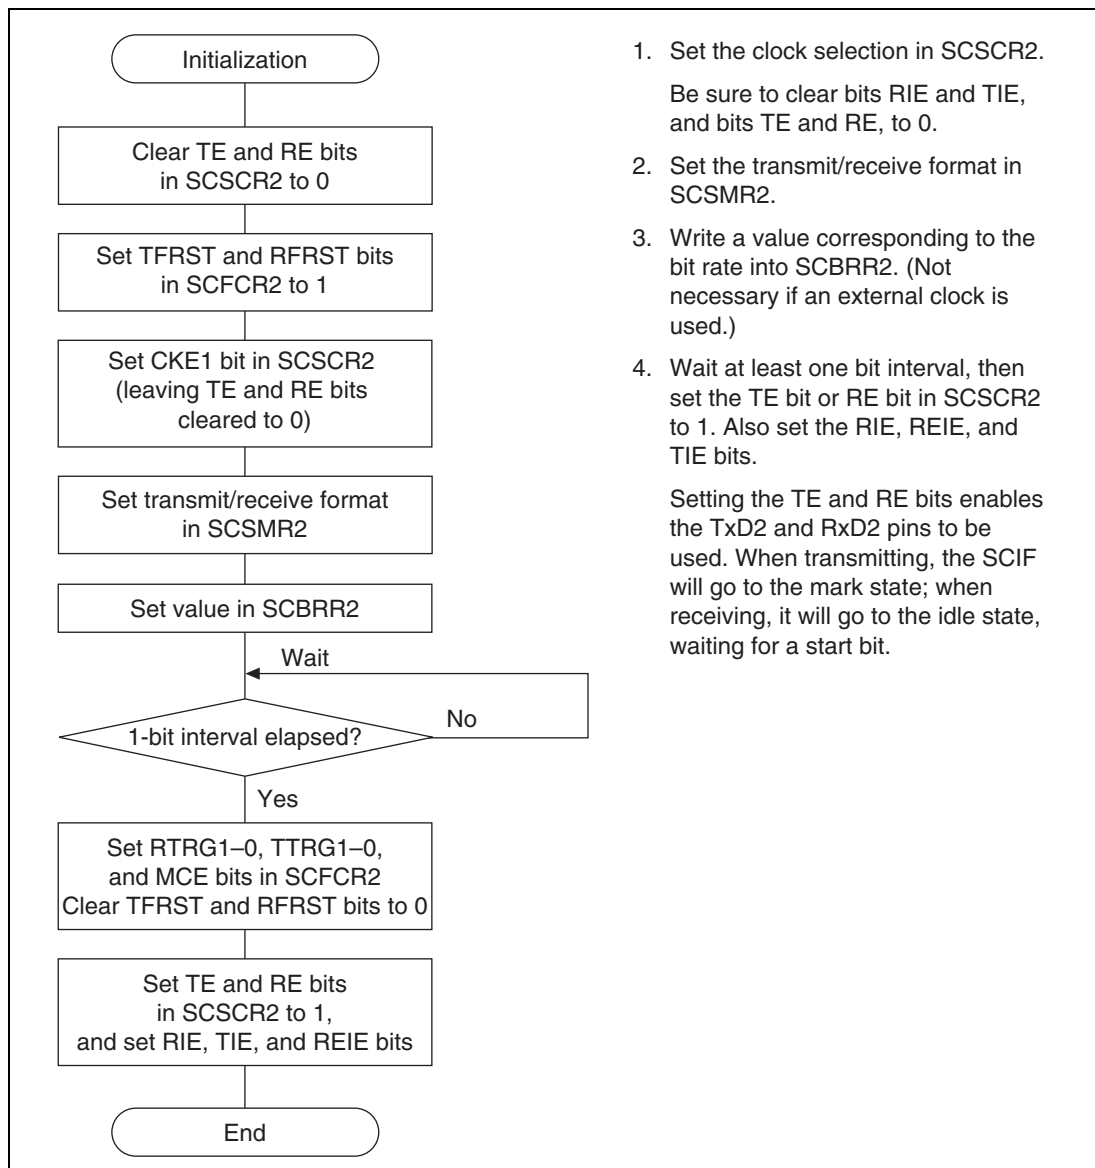 Initialization
Clear TE and RE bits
in SCSCR2 to 0
Set TFRST and RFRST bits
in SCFCR2 to 1
Set CKE1 bit in SCSCR2
(leaving TE and RE bits
cleared to 0)
Set transmit/receive format
in SCSMR2
Set value in SCBRR2
Wait
1-bit interval elapsed?
No
Yes
Set RTRG1–0, TTRG1–0,
and MCE bits in SCFCR2
Clear TFRST and RFRST bits to 0
Set TE and RE bits
in SCSCR2 to 1,
and set RIE, TIE, and REIE bits
End
1. Set the clock selection in SCSCR2.
Be sure to clear bits RIE and TIE,
and bits TE and RE, to 0.
2. Set the transmit/receive format in
SCSMR2.
3. Write a value corresponding to the
bit rate into SCBRR2. (Not
necessary if an external clock is
used.)
4. Wait at least one bit interval, then
set the TE bit or RE bit in SCSCR2
to 1. Also set the RIE, REIE, and
TIE bits.
Setting the TE and RE bits enables
the TxD2 and RxD2 pins to be
used. When transmitting, the SCIF
will go to the mark state; when
receiving, it will go to the idle state,
waiting for a start bit.